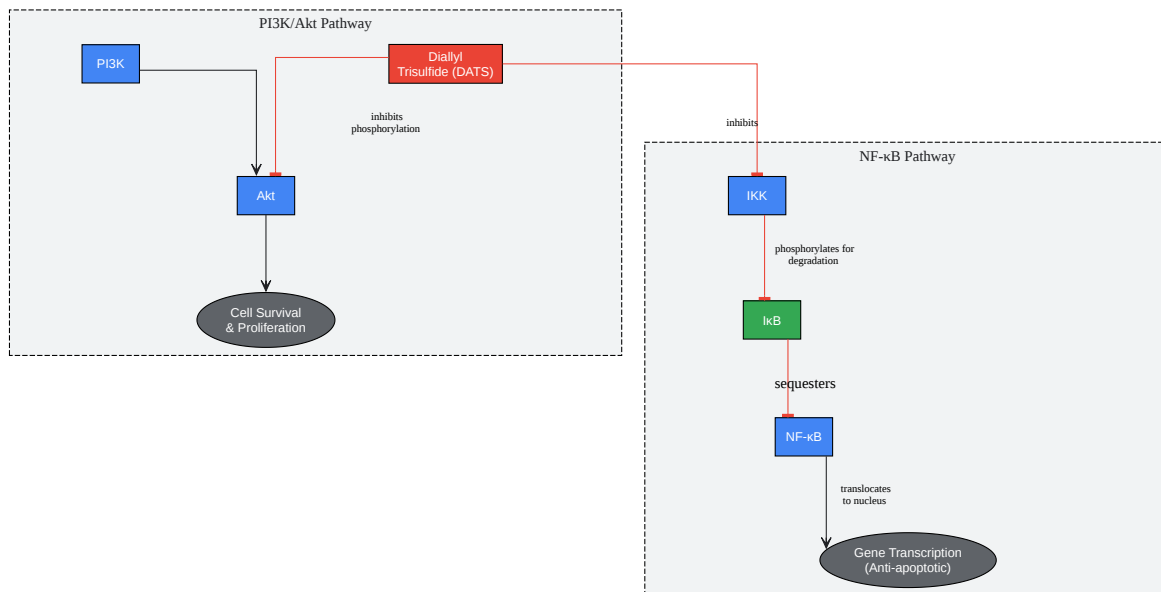 PI3K/Akt Pathway
PI3K
Diallyl
Trisulfide (DATS)
inhibits
phosphorylation
inhibits
NF-κB Pathway
Akt
IKK
phosphorylates for
degradation
Cell Survival
& Proliferation
IκB
sequesters
NF-κB
translocates
to nucleus
Gene Transcription
(Anti-apoptotic)